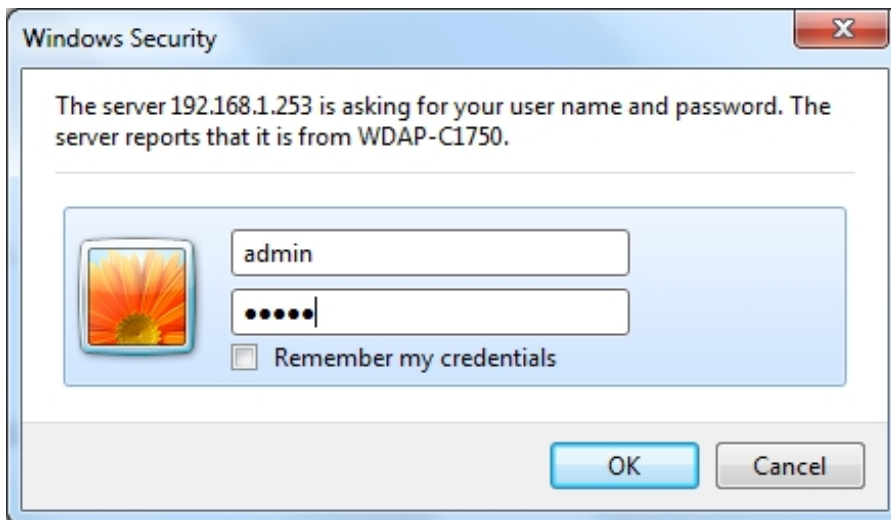 Windows Security
The server 192.168.1.253 is asking for your user name and password. The
server reports that it is from WDAP-C1750.
admin
●●●●●
Remember my credentials
OK
Cancel